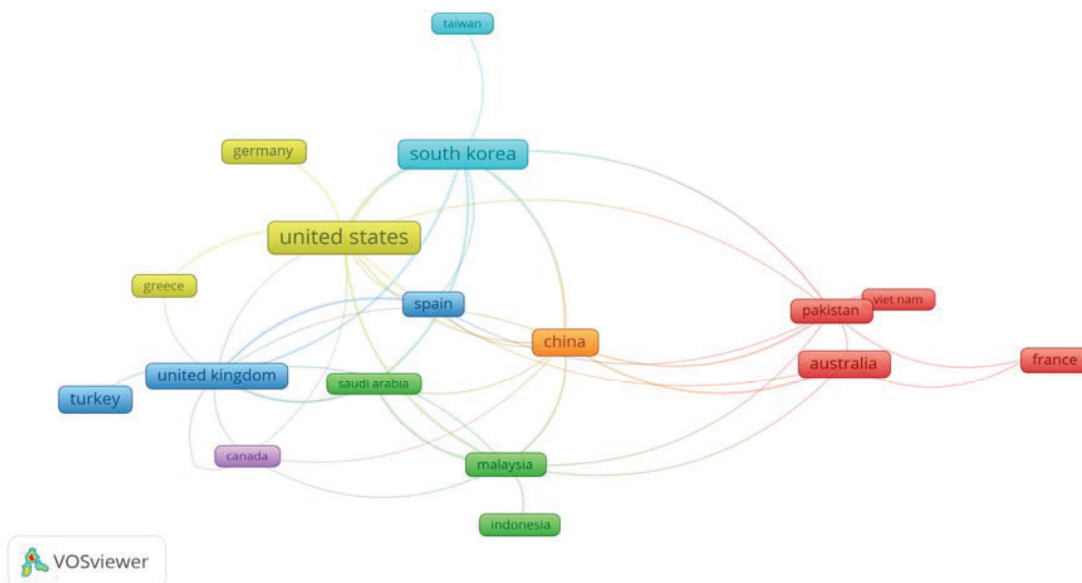 taiwan
germany
south korea
united states
greece
spain
viet nam
pakistan
china
australia
france
united kingdom
saudi arabia
turkey
canada
malaysia
indonesia
VOSviewer